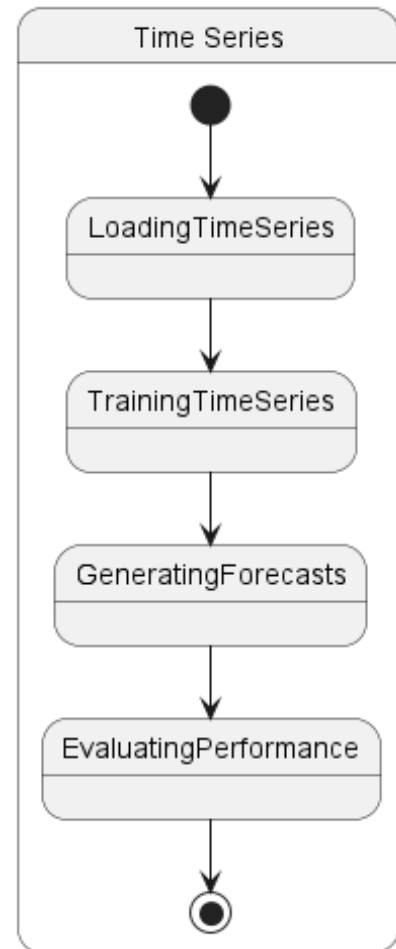 Time Series
LoadingTimeSeries
TrainingTimeSeries
GeneratingForecasts
EvaluatingPerformance